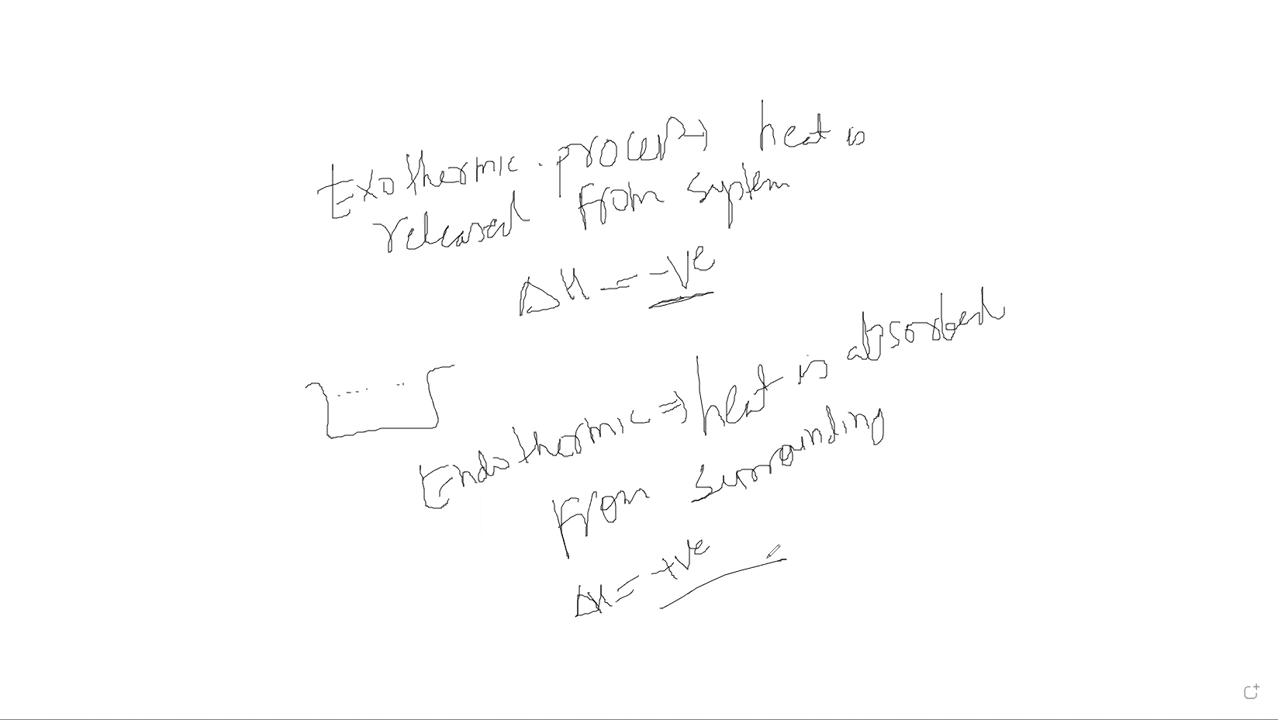 Exothermic process → heat is
released from system
ΔH = -ve
Endothermic ⇒ heat is absorbed
from surrounding
ΔH = +ve